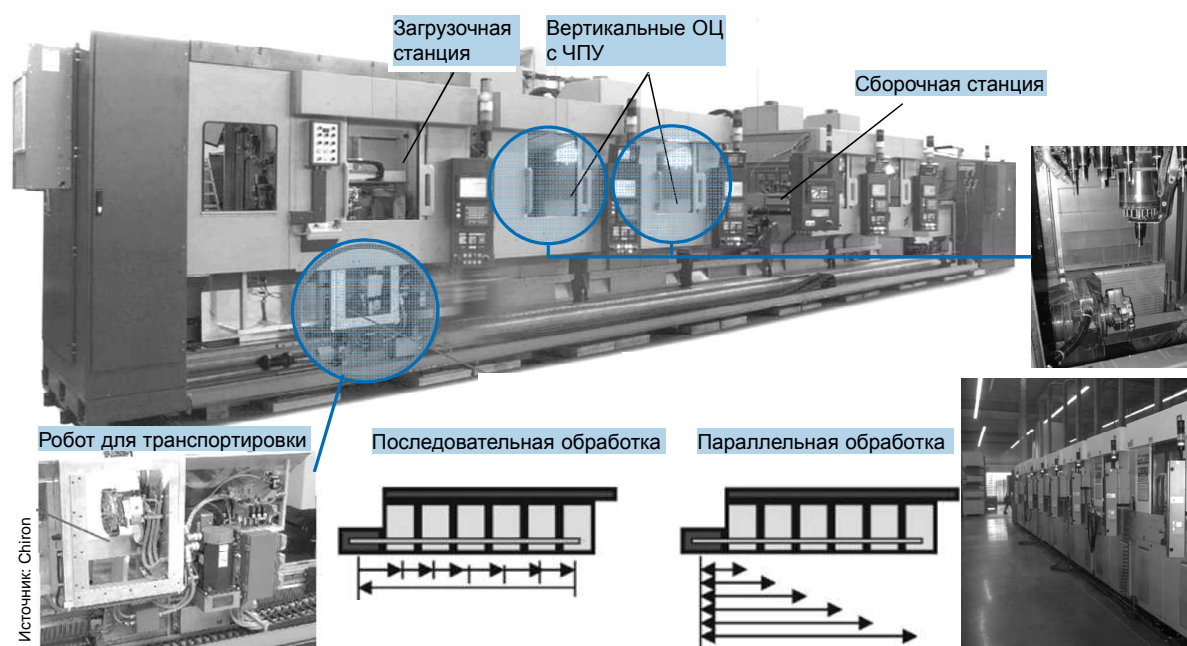 Загрузочная
станция
Вертикальные ОЦ
с ЧПУ
Сборочная станция
Робот для транспортировки
Последовательная обработка
Параллельная обработка
Источник: Chiron